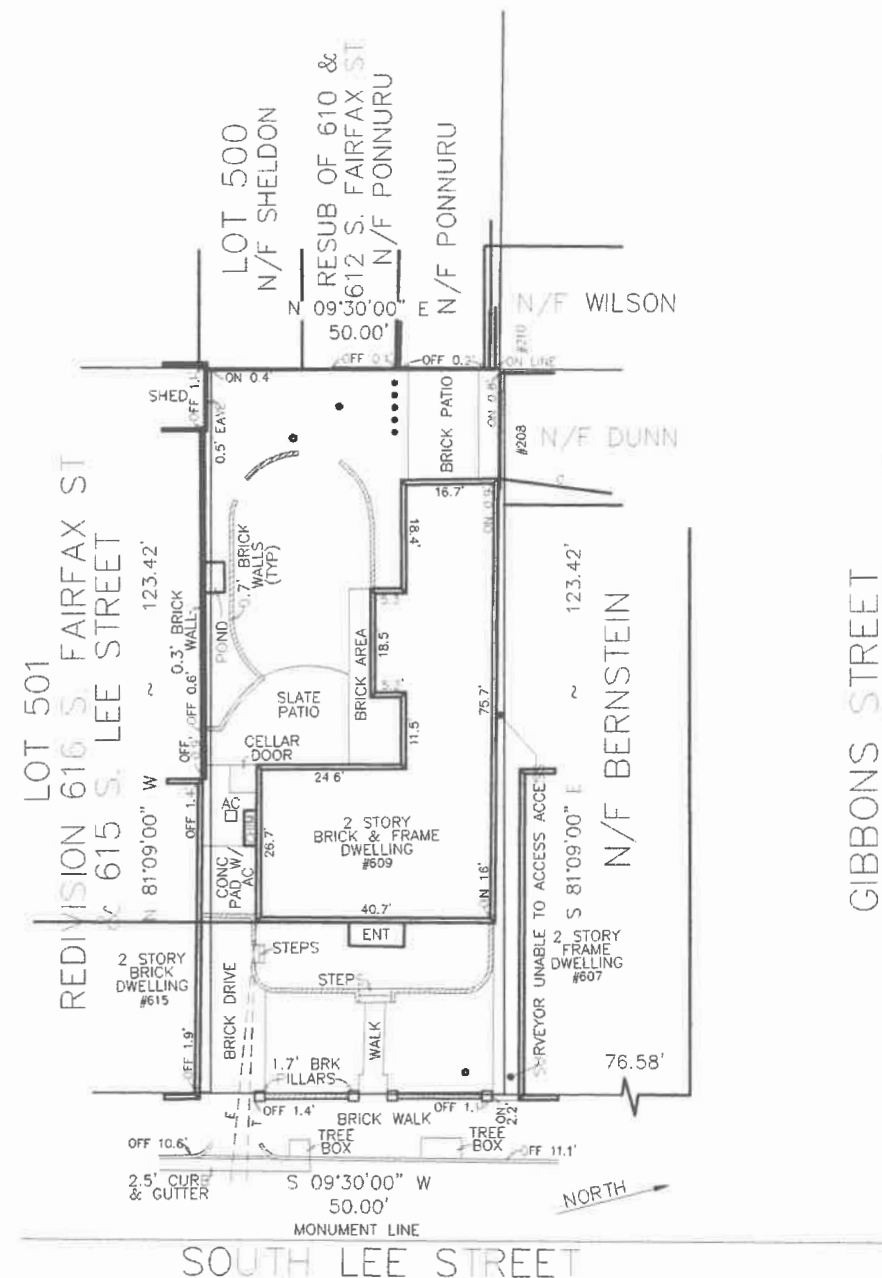 LOT 500
N/F SHELDON
RESUB OF 610 &
612 S. FAIRFAX ST
N/F PONNURU
N/F PONNURU
N 09°30'00" E
50.00'
N/F WILSON
#210
ON LINE
OFF 0.2'
ON 0.4'
SHED
OFF 1.1'
0.5' EAVE
BRICK PATIO
ON 0.8'
#208
N/F DUNN
16.7'
ON 0.9'
18.4'
LOT 501
REDIVISION 616 S. FAIRFAX ST
& 615 S. LEE STREET
N 81°09'00" W ~ 123.42'
0.3' BRICK
WALL
OFF 0.6'
POND
0.7' BRICK
WALLS
(TYP)
BRICK AREA
18.5
11.5
75.7'
SLATE
PATIO
CELLAR
DOOR
24.6'
OFF 1.4'
AC
26.7'
2 STORY
BRICK & FRAME
DWELLING
#609
CONC
PAD W/
AC
40.7'
ON 16'
S 81°09'00" E ~ 123.42'
N/F BERNSTEIN
GIBBONS STREET
SURVEYOR UNABLE TO ACCESS
2 STORY
FRAME
DWELLING
#607
ENT
STEPS
STEPS
WALK
2 STORY
BRICK
DWELLING
#615
OFF 1.9'
BRICK DRIVE
1.7' BRK
PILLARS
76.58'
OFF 1.4'
OFF 1.1'
ON
2.2'
BRICK WALK
E
T
OFF 10.6'
TREE
BOX
TREE
BOX
OFF 11.1'
2.5' CURB
& GUTTER
S 09°30'00" W
50.00'
NORTH
MONUMENT LINE
SOUTH LEE STREET